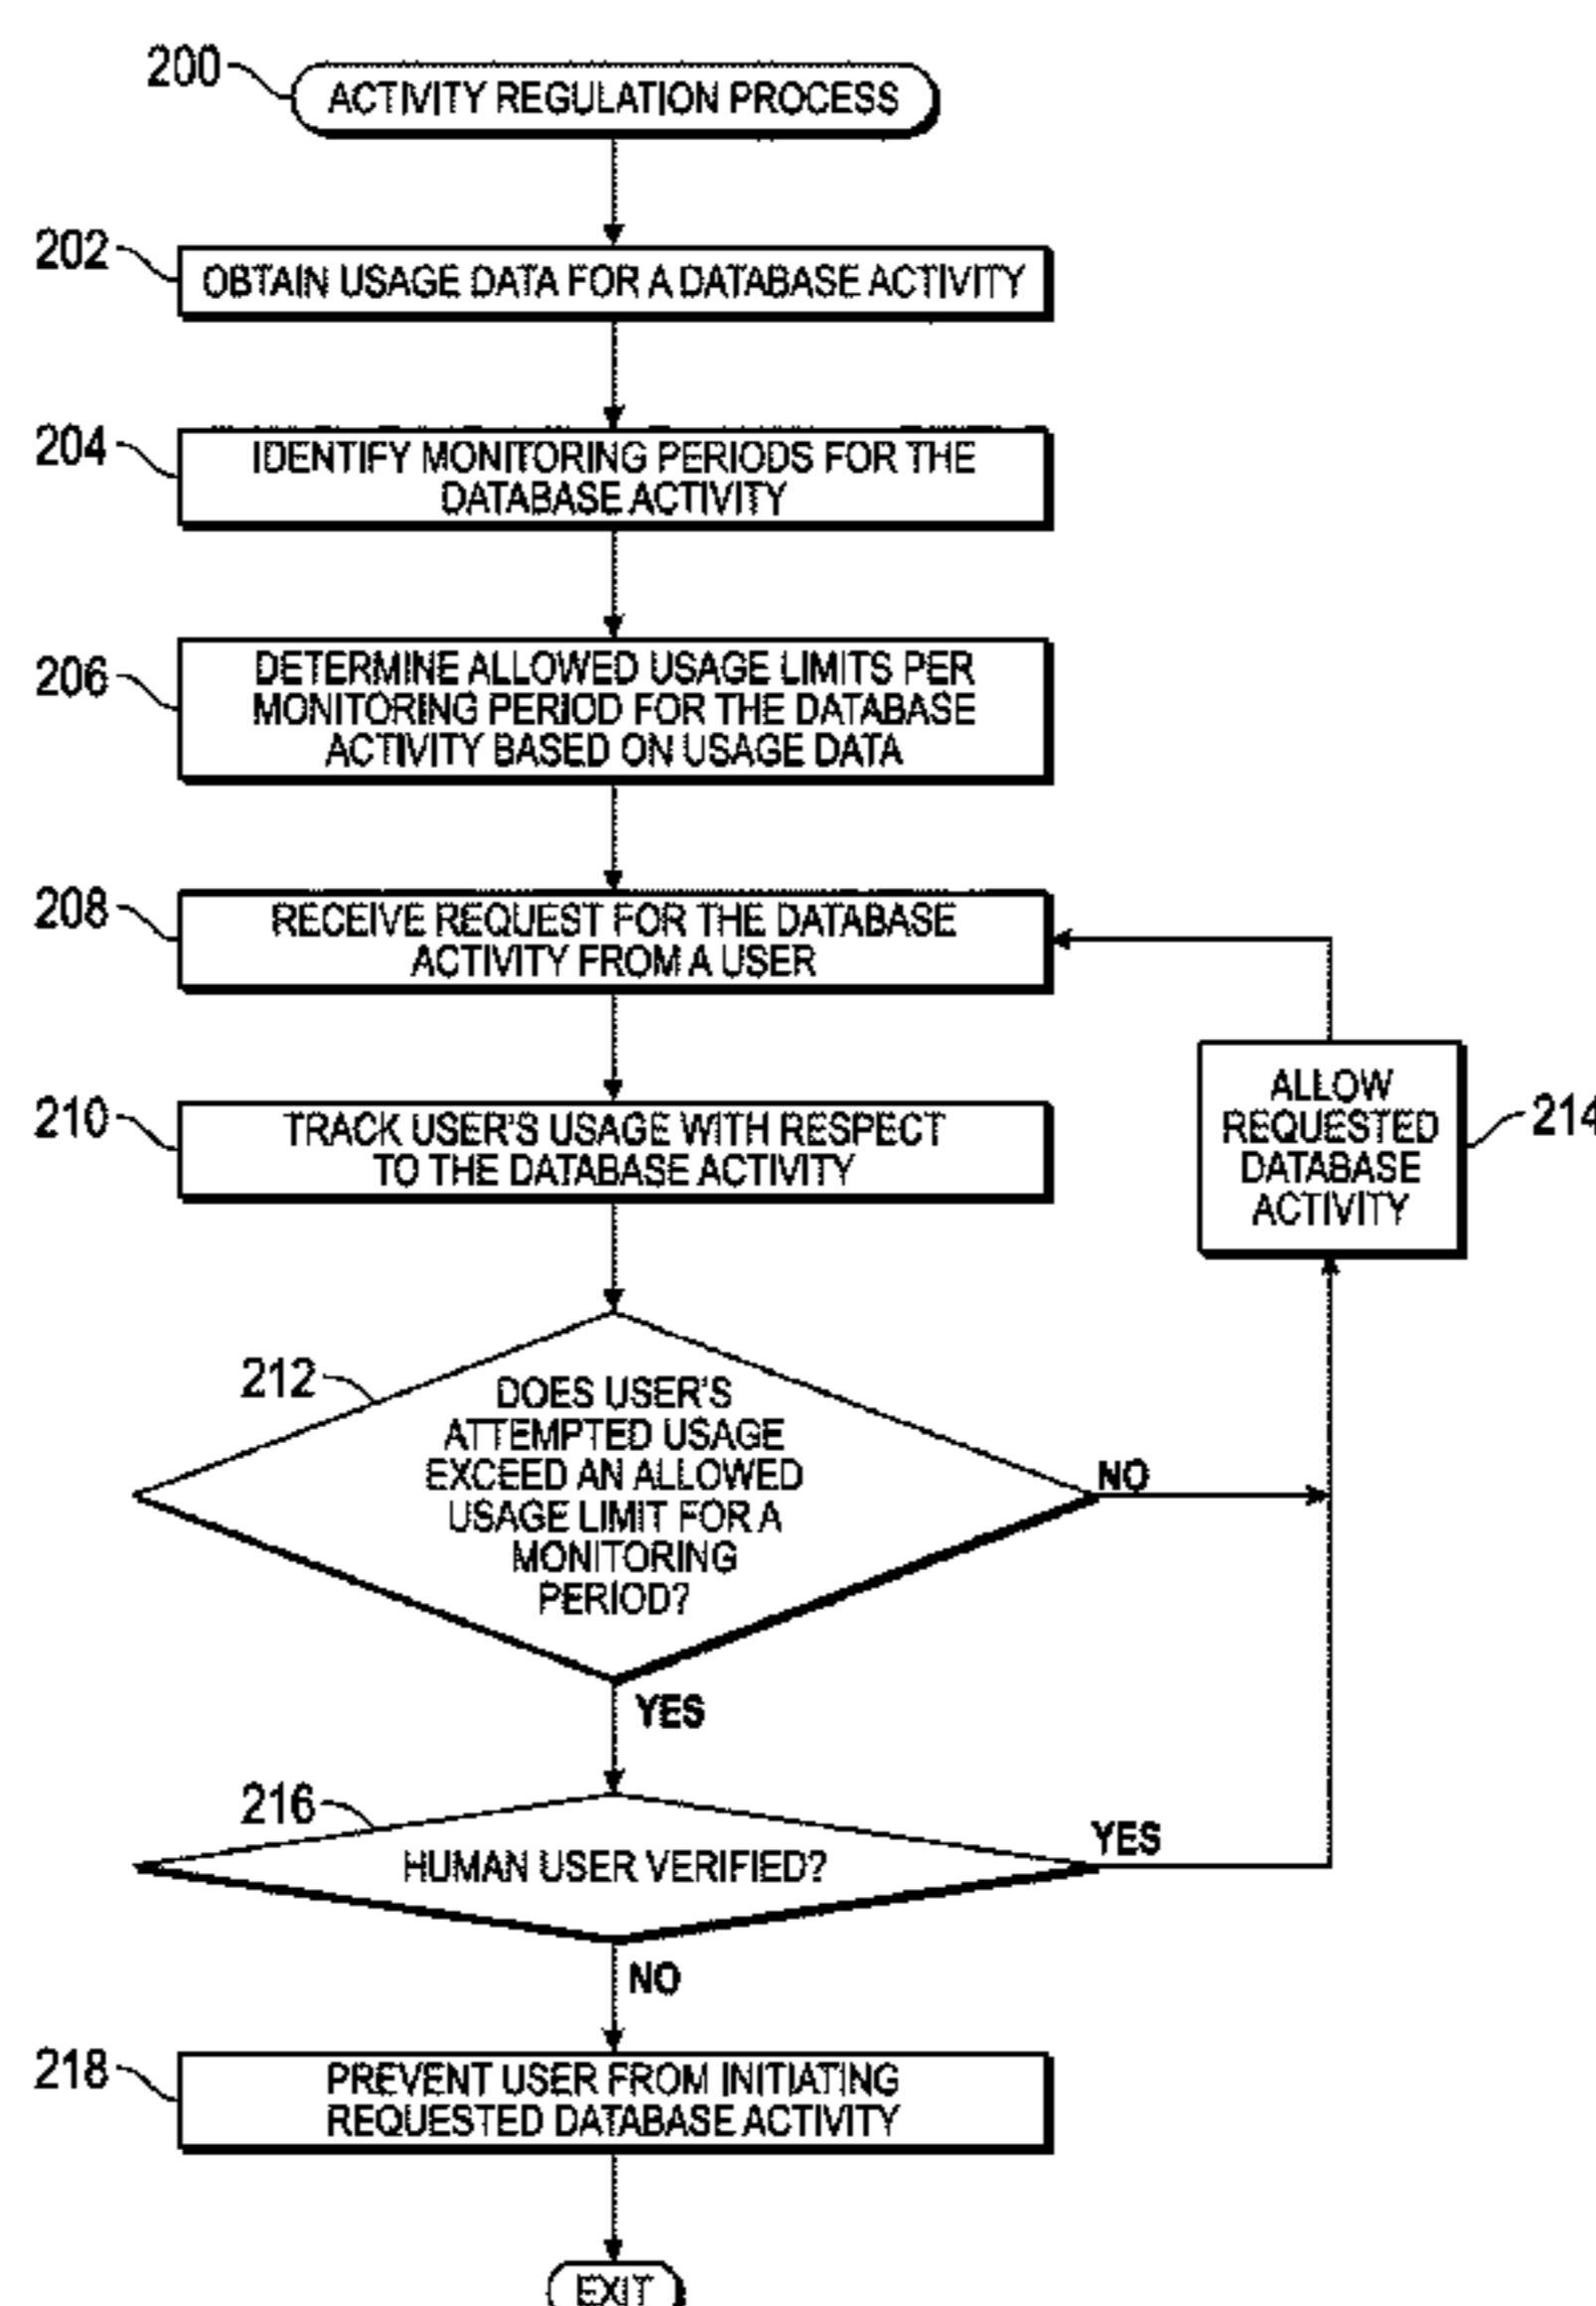 200
ACTIVITY REGULATION PROCESS
202
OBTAIN USAGE DATA FOR A DATABASE ACTIVITY
204
IDENTIFY MONITORING PERIODS FOR THE
DATABASE ACTIVITY
206
DETERMINE ALLOWED USAGE LIMITS PER
MONITORING PERIOD FOR THE DATABASE
ACTIVITY BASED ON USAGE DATA
208
RECEIVE REQUEST FOR THE DATABASE
ACTIVITY FROM A USER
210
TRACK USER'S USAGE WITH RESPECT
TO THE DATABASE ACTIVITY
ALLOW
REQUESTED
DATABASE
ACTIVITY
214
212
DOES USER'S
ATTEMPTED USAGE
EXCEED AN ALLOWED
USAGE LIMIT FOR A
MONITORING
PERIOD?
NO
YES
216
HUMAN USER VERIFIED?
YES
NO
218
PREVENT USER FROM INITIATING
REQUESTED DATABASE ACTIVITY
EXIT